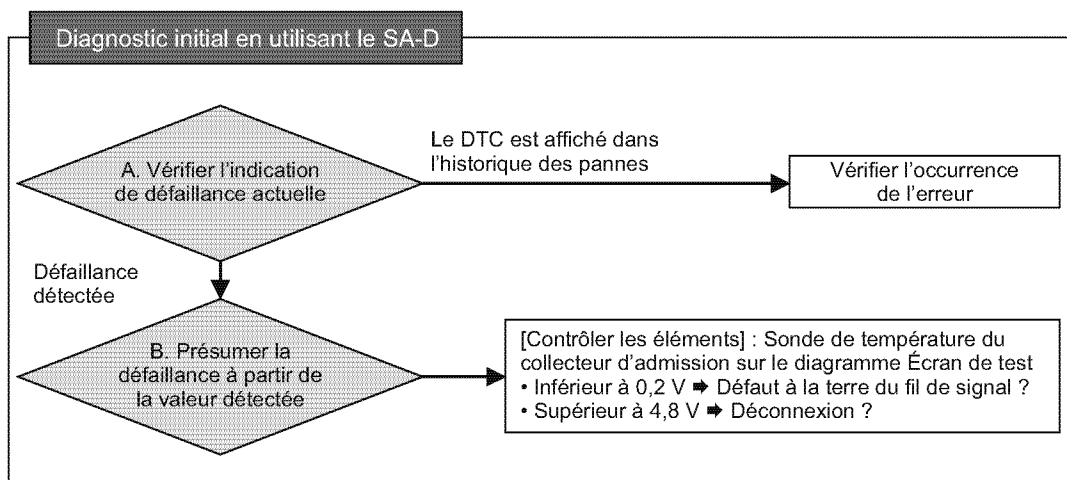 Diagnostic initial en utilisant le SA-D
A. Vérifier l'indication
de défaillance actuelle
Le DTC est affiché dans
l'historique des pannes
Vérifier l'occurrence
de l'erreur
Défaillance
détectée
B. Présumer la
défaillance à partir de
la valeur détectée
[Contrôler les éléments] : Sonde de température du
collecteur d'admission sur le diagramme Écran de test
• Inférieur à 0,2 V ➡ Défaut à la terre du fil de signal ?
• Supérieur à 4,8 V ➡ Déconnexion ?